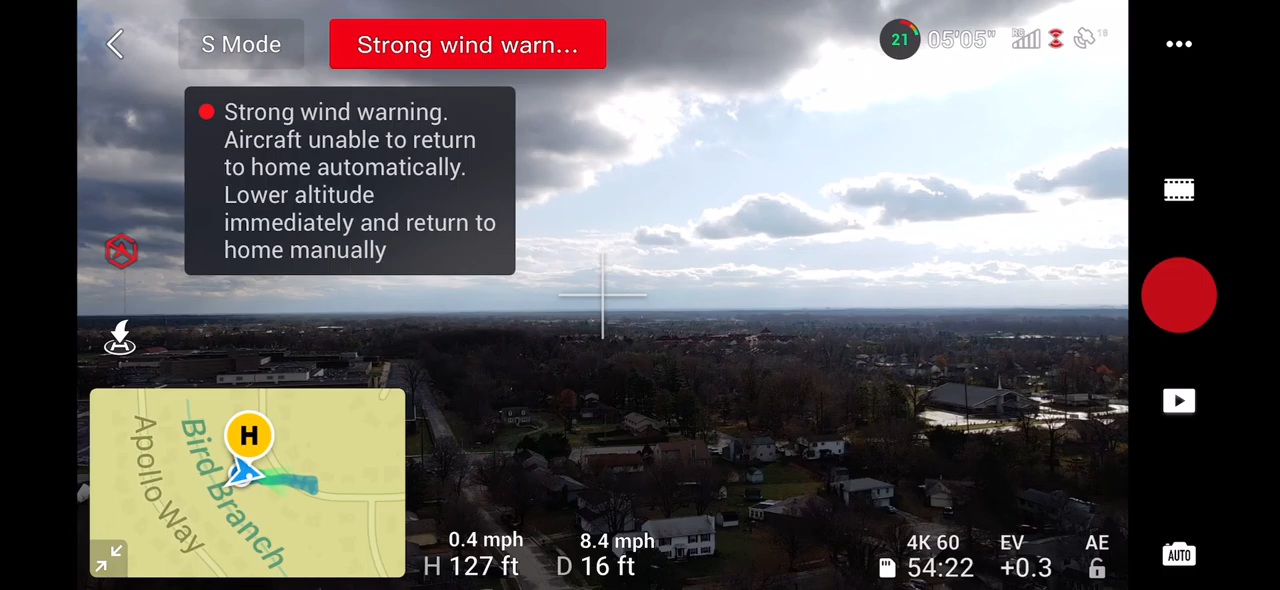 S Mode
Strong wind warn...
21
05'05"
RC
18
Strong wind warning.
Aircraft unable to return
to home automatically.
Lower altitude
immediately and return to
home manually
Apollo Way
Bird Branch
H
0.4 mph
8.4 mph
H 127 ft
D 16 ft
4K 60
EV
AE
54:22
+0.3
AUTO